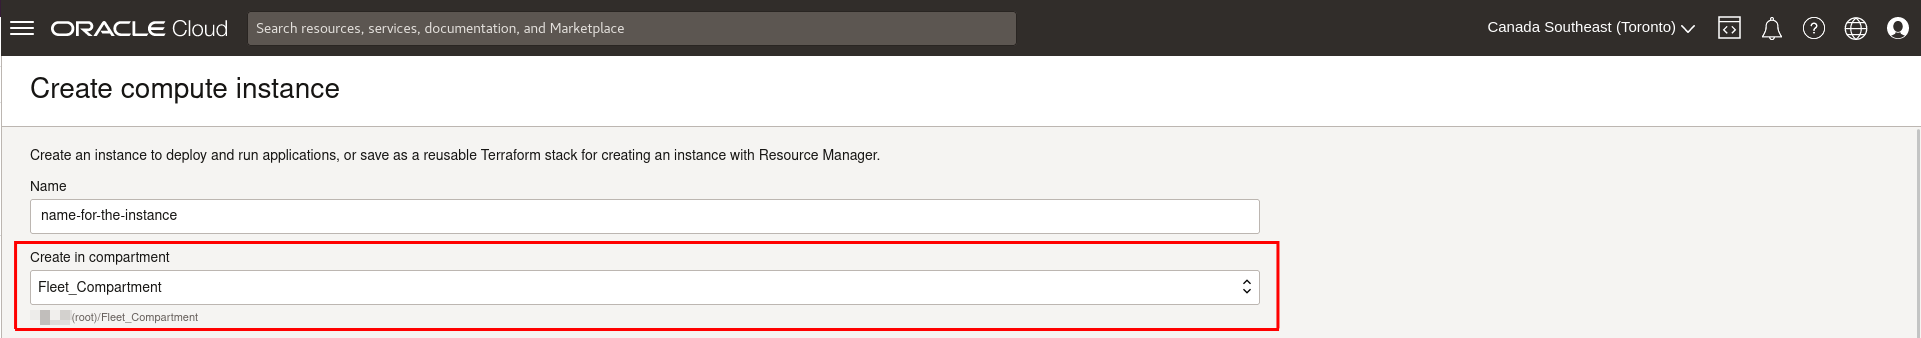 ORACLE Cloud Search resources, services, documentation, and Marketplace Canada Southeast (Toronto)
Create compute instance
Create an instance to deploy and run applications, or save as a reusable Terraform stack for creating an instance with Resource Manager.
Name
name-for-the-instance
Create in compartment
Fleet_Compartment
(root)/Fleet_Compartment